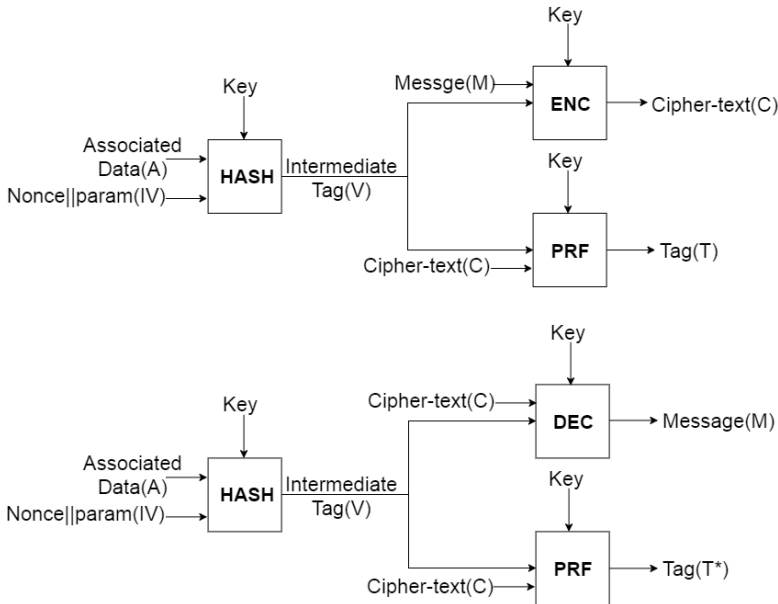 Key
Messge(M)
ENC
Cipher-text(C)
Key
Associated
Data(A)
Nonce||param(IV)
HASH
Intermediate
Tag(V)
Key
Cipher-text(C)
PRF
Tag(T)
Key
Cipher-text(C)
DEC
Message(M)
Key
Associated
Data(A)
Nonce||param(IV)
HASH
Intermediate
Tag(V)
Key
Cipher-text(C)
PRF
Tag(T*)